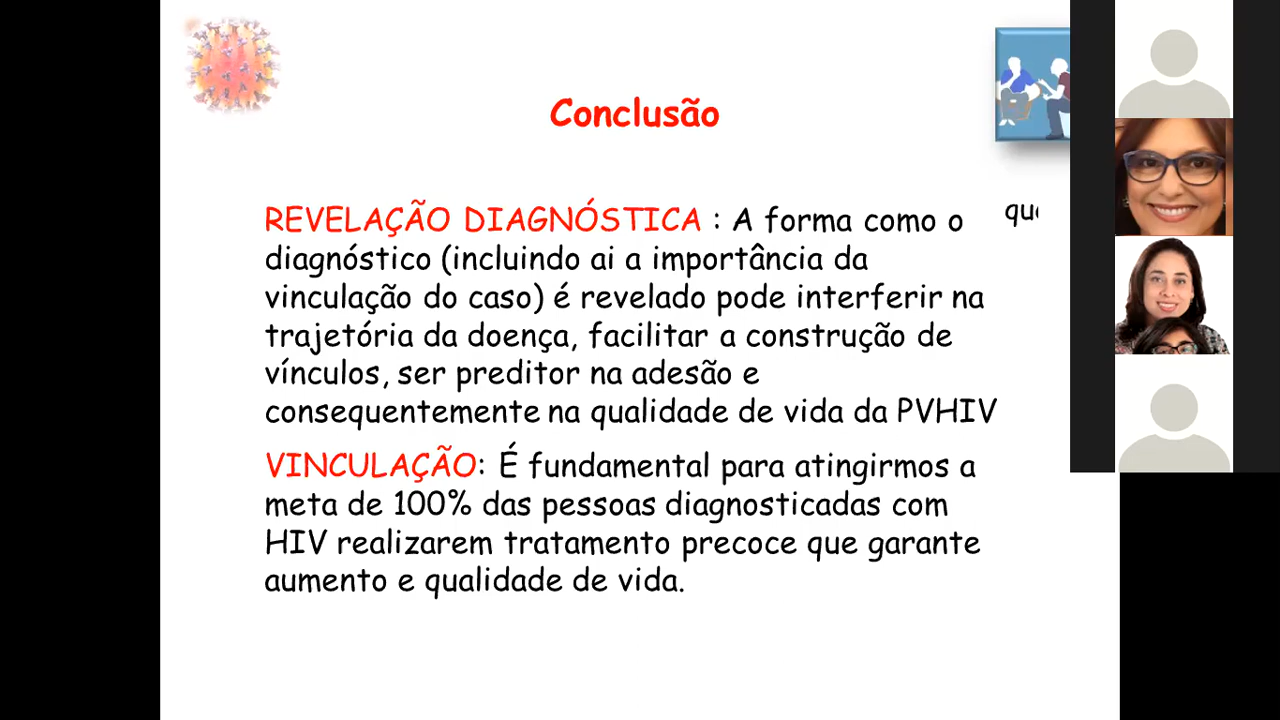 Conclusão
REVELAÇÃO DIAGNÓSTICA : A forma como o
diagnóstico (incluindo ai a importância da
vinculação do caso) é revelado pode interferir na
trajetória da doença, facilitar a construção de
vínculos, ser preditor na adesão e
consequentemente na qualidade de vida da PVHIV
VINCULAÇÃO: É fundamental para atingirmos a
meta de 100% das pessoas diagnosticadas com
HIV realizarem tratamento precoce que garante
aumento e qualidade de vida.